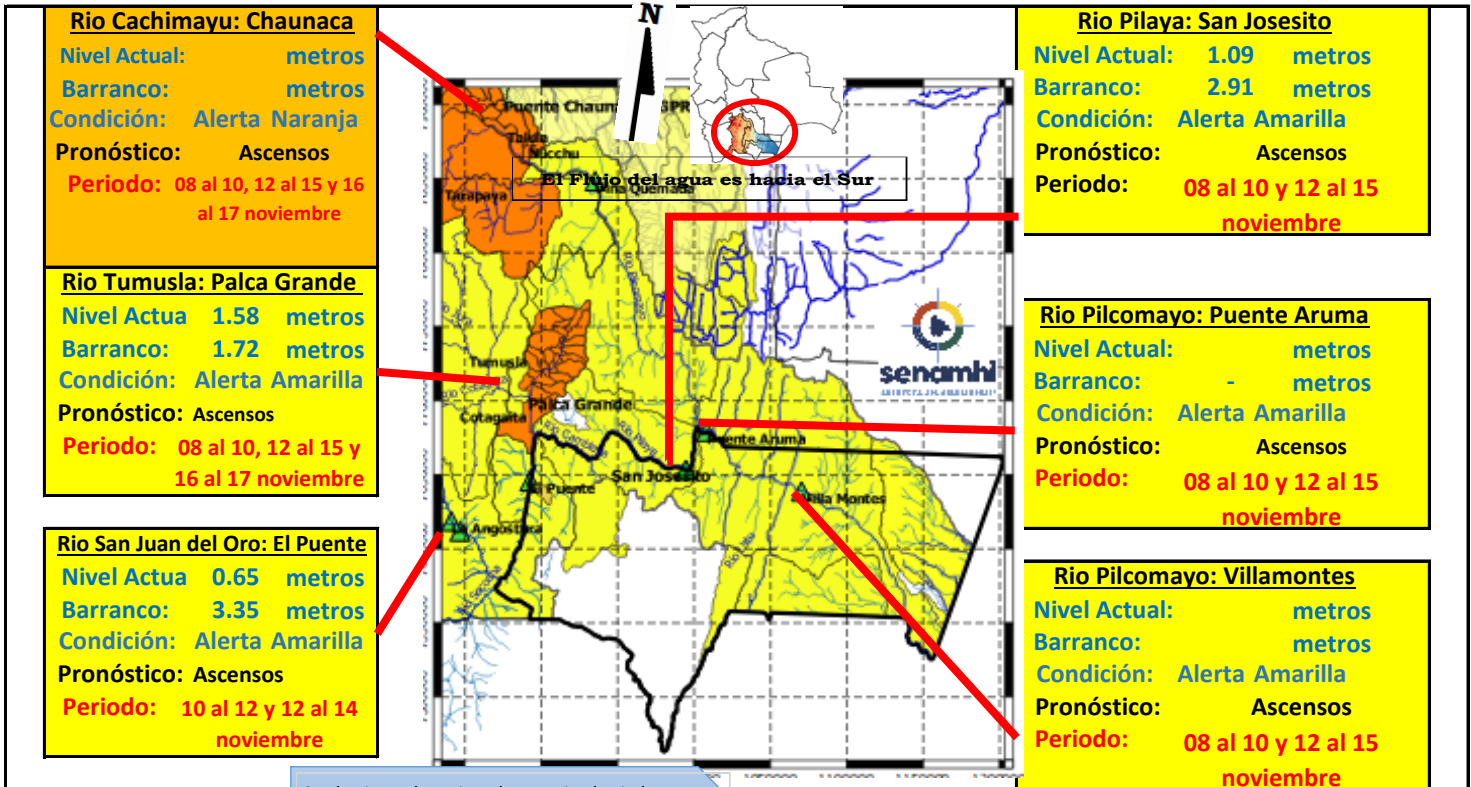 Rio Cachimayu: Chaunaca
Nivel Actual: metros
Barranco: metros
Condición: Alerta Naranja
Pronóstico: Ascensos
Periodo: 08 al 10, 12 al 15 y 16
al 17 noviembre
Rio Tumusla: Palca Grande
Nivel Actua 1.58 metros
Barranco: 1.72 metros
Condición: Alerta Amarilla
Pronóstico: Ascensos
Periodo: 08 al 10, 12 al 15 y
16 al 17 noviembre
Rio San Juan del Oro: El Puente
Nivel Actua 0.65 metros
Barranco: 3.35 metros
Condición: Alerta Amarilla
Pronóstico: Ascensos
Periodo: 10 al 12 y 12 al 14
noviembre
N
Puente
Talula
Nucchu
El Flujo del agua es hacia el Sur
Tarapaya
senamhi
Tumusla
Palca Grande
Cotagaita
Puente Aruma
San Josesito
El Puente
Villa Montes
La Angostura
Rio Pilaya: San Josesito
Nivel Actual: 1.09 metros
Barranco: 2.91 metros
Condición: Alerta Amarilla
Pronóstico: Ascensos
Periodo: 08 al 10 y 12 al 15
noviembre
Rio Pilcomayo: Puente Aruma
Nivel Actual: metros
Barranco: - metros
Condición: Alerta Amarilla
Pronóstico: Ascensos
Periodo: 08 al 10 y 12 al 15
noviembre
Rio Pilcomayo: Villamontes
Nivel Actual: metros
Barranco: metros
Condición: Alerta Amarilla
Pronóstico: Ascensos
Periodo: 08 al 10 y 12 al 15
noviembre